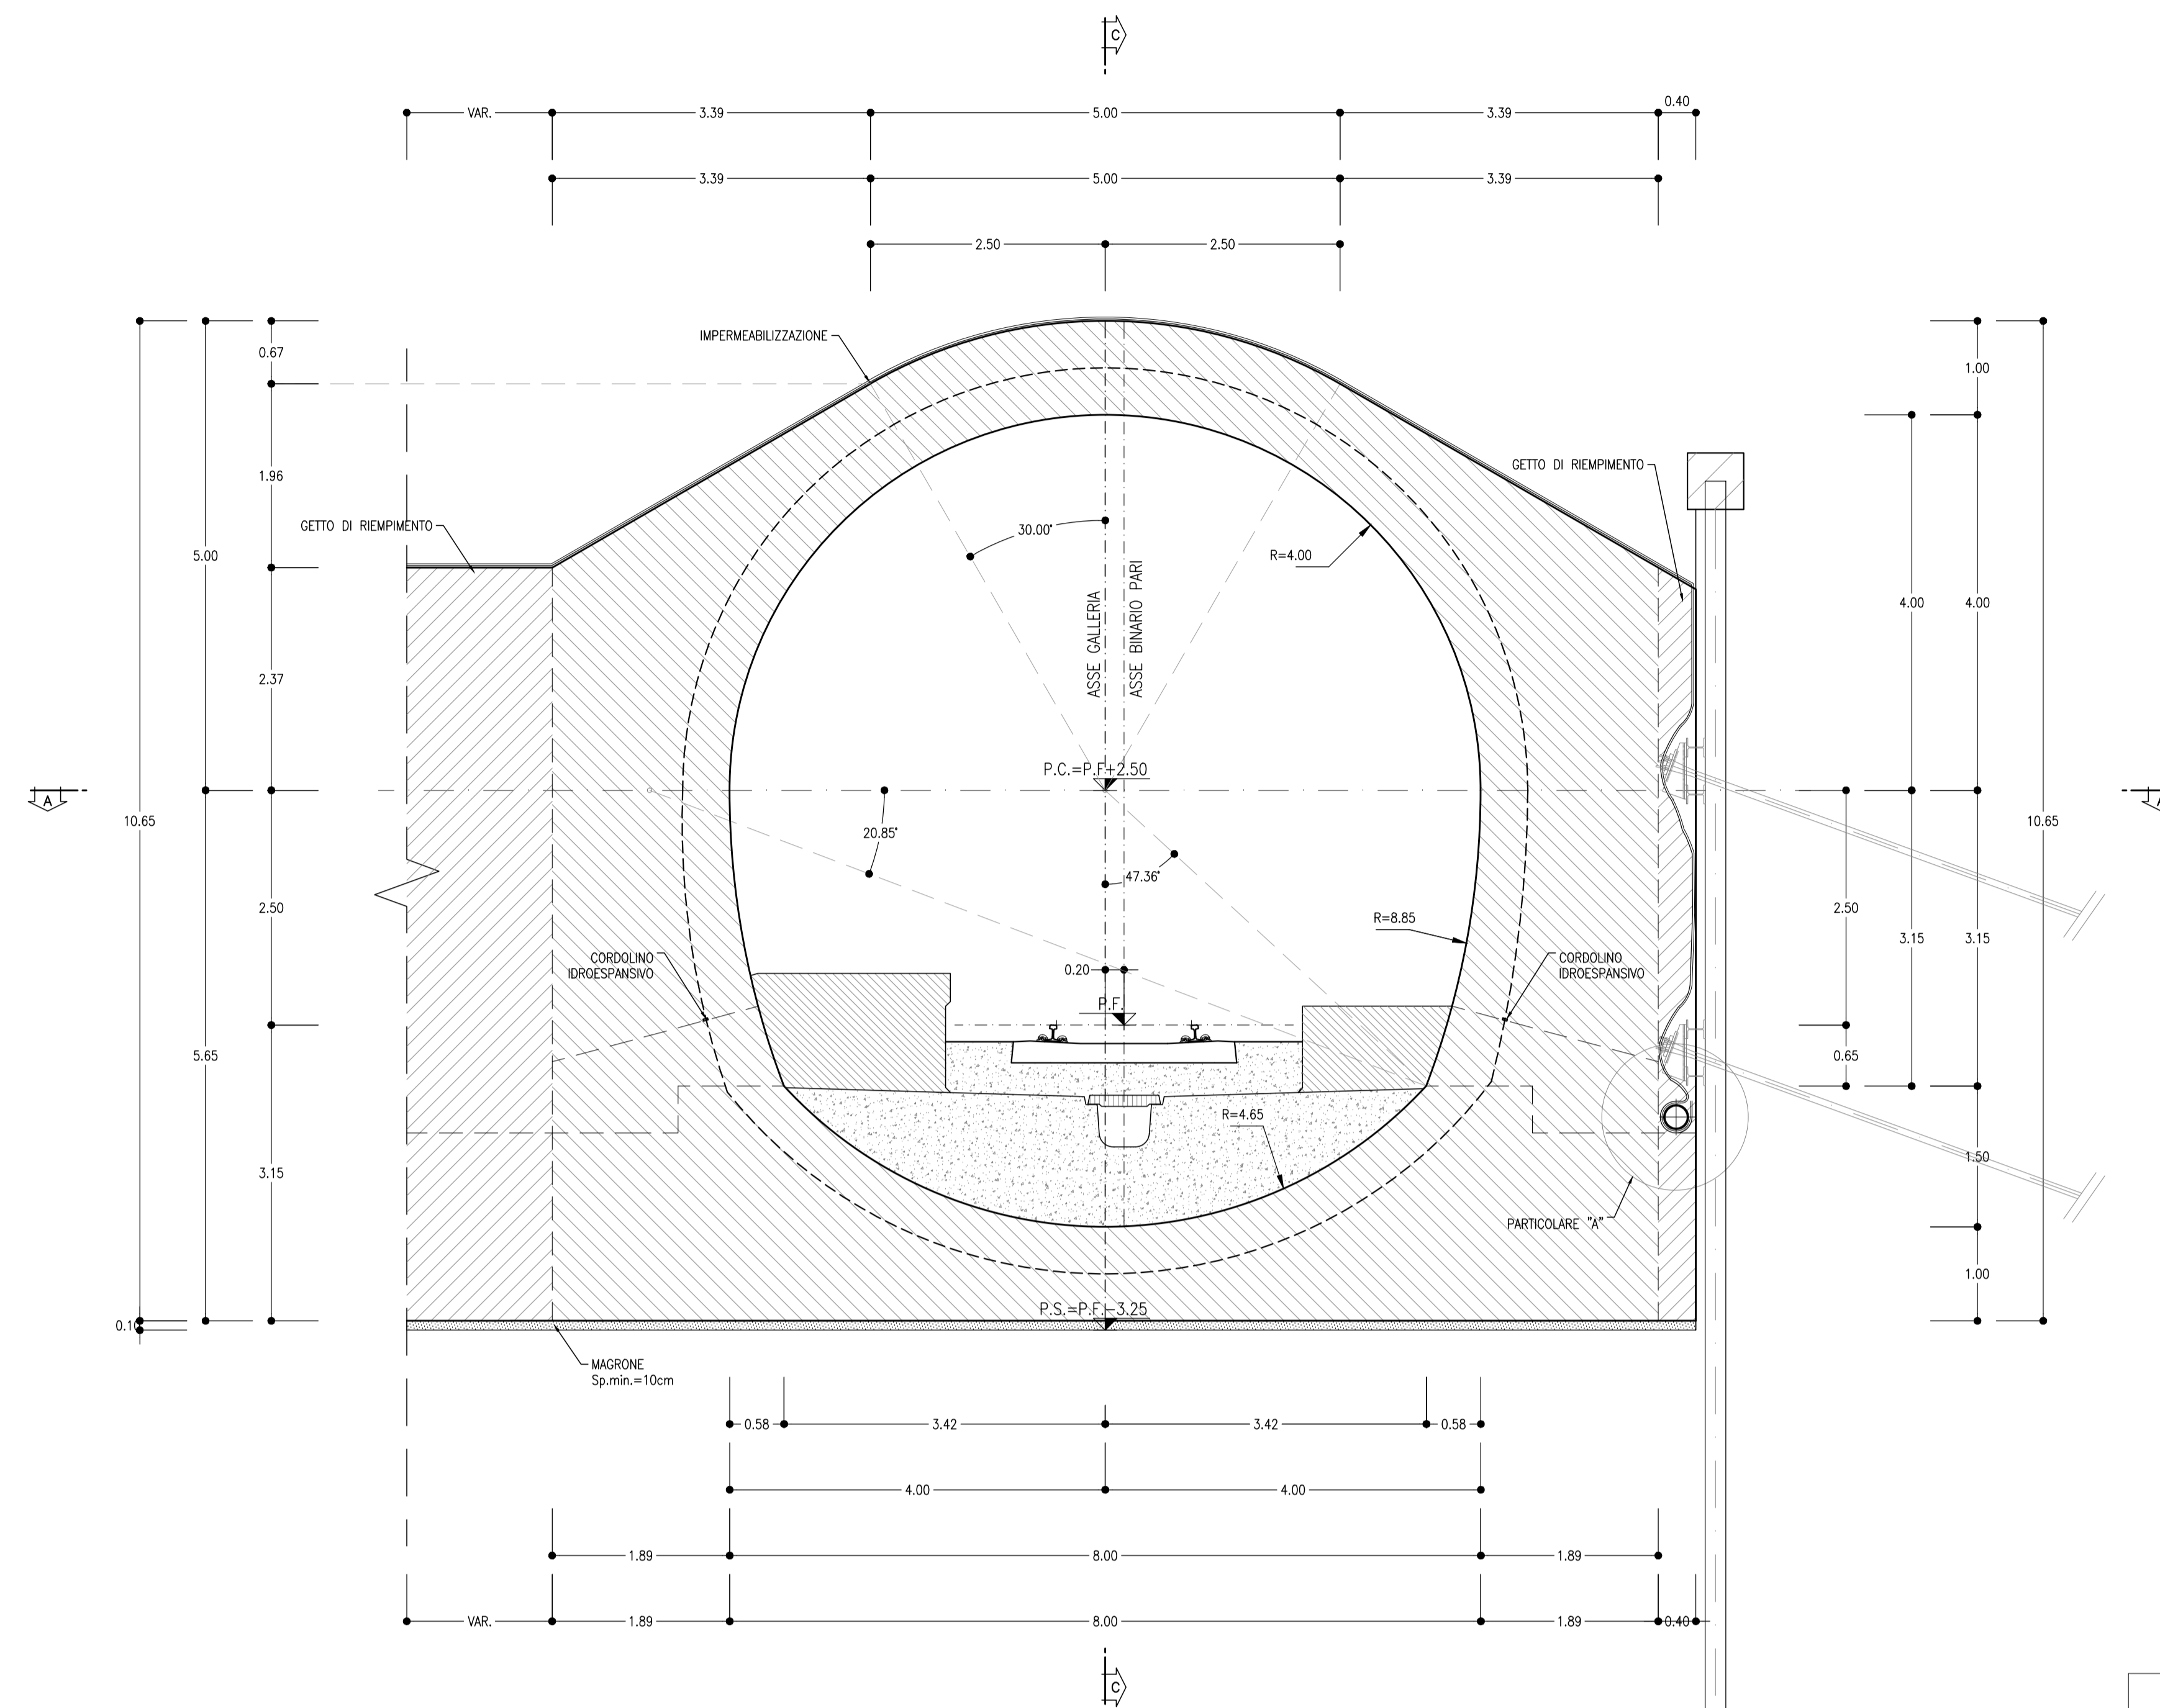 C
VAR.
3.39
5.00
3.39
0.40
3.39
5.00
3.39
2.50
2.50
IMPERMEABILIZZAZIONE
0.67
1.00
1.96
GETTO DI RIEMPIMENTO
GETTO DI RIEMPIMENTO
30.00°
R=4.00
5.00
ASSE GALLERIA
ASSE BINARIO PARI
4.00
4.00
2.37
P.C.=P.F+2.50
A
10.65
10.65
20.85°
47.36°
2.50
R=8.85
2.50
3.15
3.15
CORDOLINO
IDROESPANSIVO
CORDOLINO
IDROESPANSIVO
0.20
P.F.
5.65
0.65
R=4.65
3.15
1.50
PARTICOLARE "A"
1.00
P.S.=P.F.-3.25
0.10
MAGRONE
Sp.min.=10cm
0.58
3.42
3.42
0.58
4.00
4.00
1.89
8.00
1.89
VAR.
1.89
8.00
1.89
0.40
C